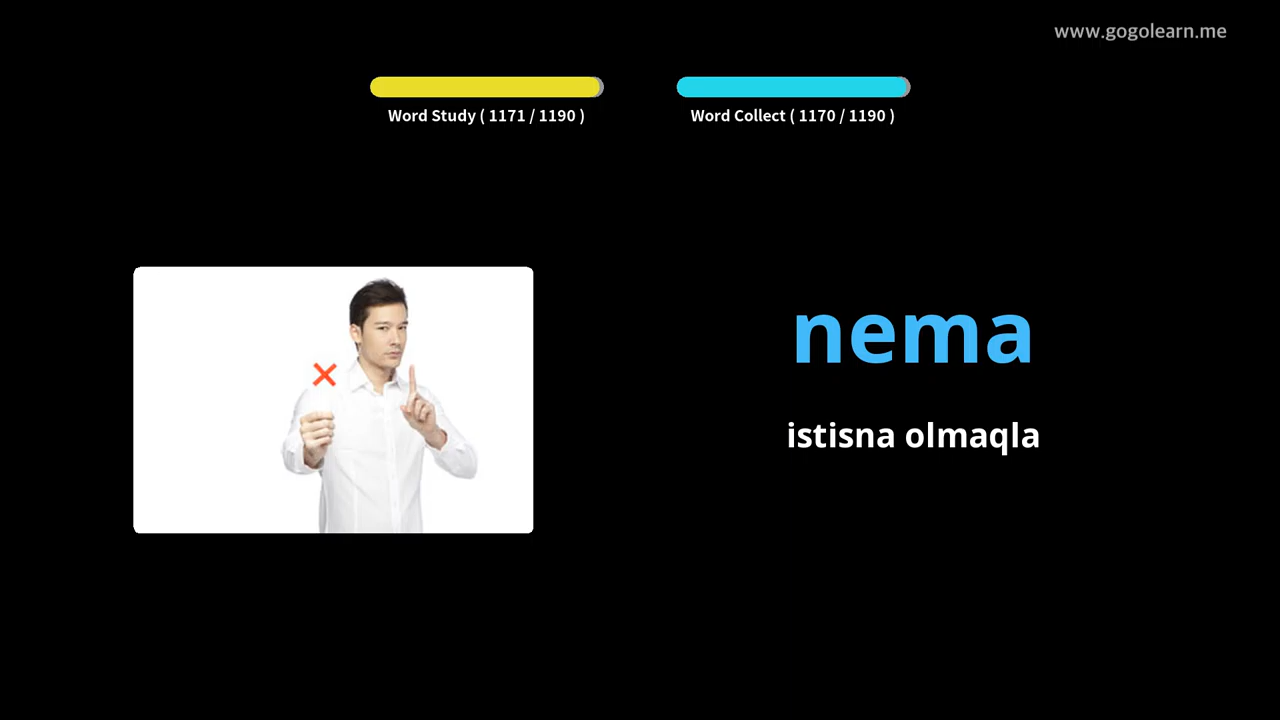 www.gogolearn.me
Word Study ( 1171 / 1190 )
Word Collect ( 1170 / 1190 )
nema
istisna olmaqla